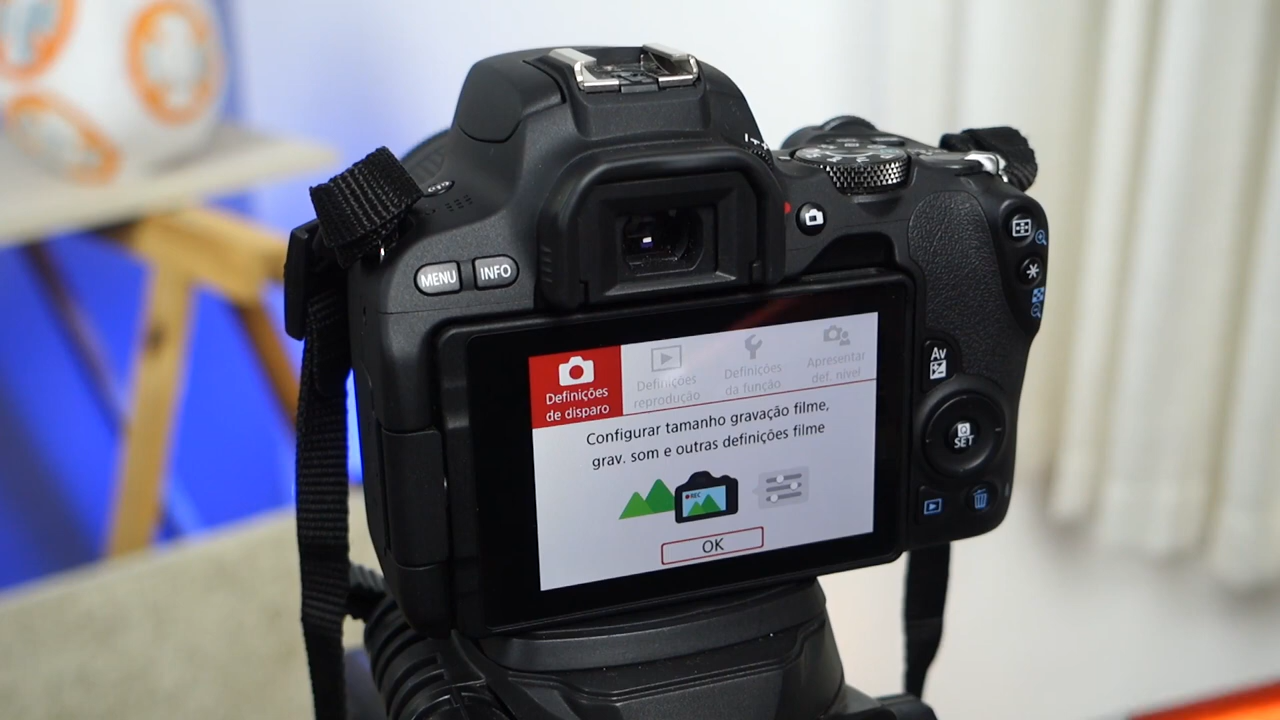 MENU
INFO
Av
Q
SET
Definições
de disparo
Definições
reprodução
Definições
da função
Apresentar
def. nível
Configurar tamanho gravação filme,
grav. som e outras definições filme
REC
OK